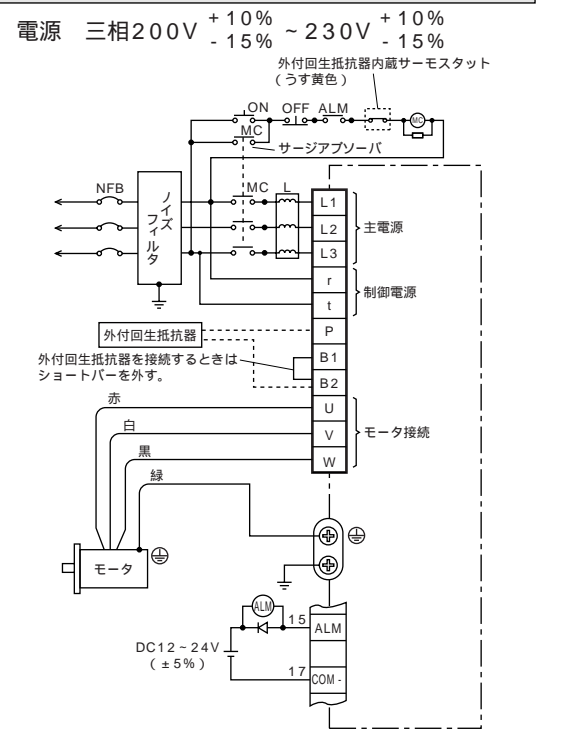 電源 三相200V +10% -15% ~230V +10% -15%
外付回生抵抗器内蔵サーモスタット
(うす黄色)
ON OFF ALM
MC
MC
サージアブソーバ
NFB
ノイズフィルタ
MC L
L1
L2
L3
主電源
r
t
制御電源
P
B1
B2
外付回生抵抗器
外付回生抵抗器を接続するときは
ショートバーを外す。
赤
白
黒
緑
U
V
W
モータ接続
モータ
ALM
15
ALM
DC12~24V
(±5%)
17
COM-